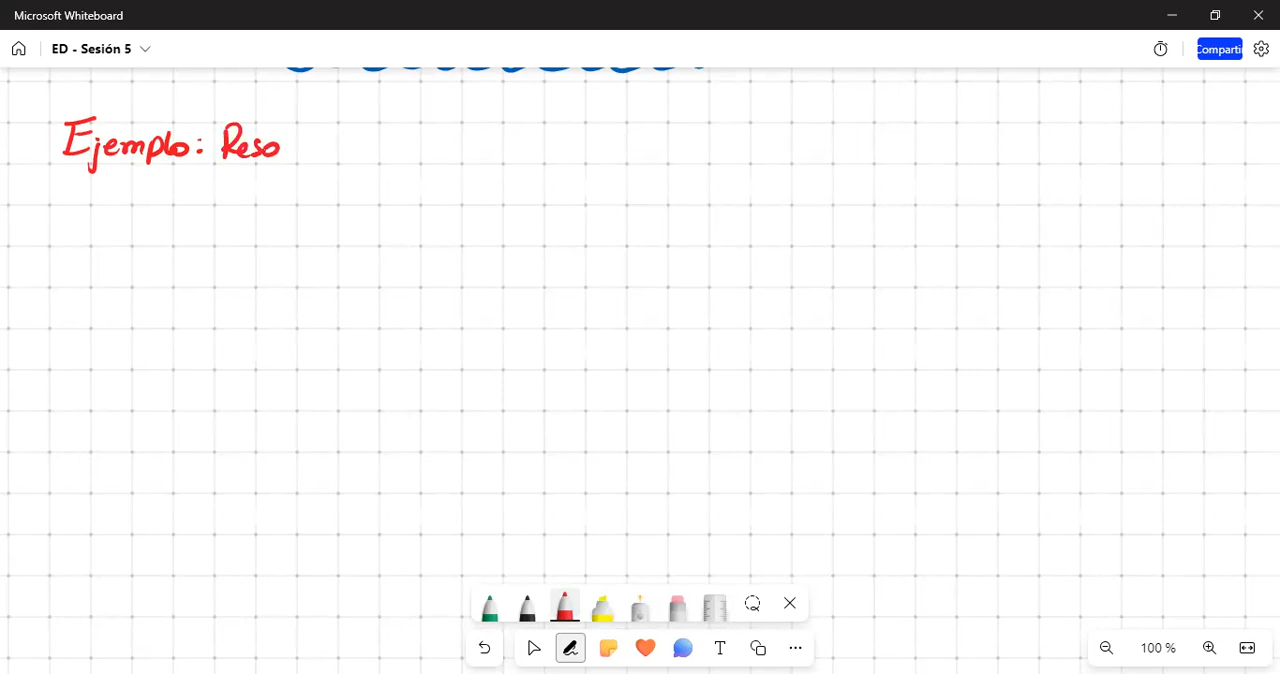 Microsoft Whiteboard
ED - Sesión 5
Comparti
Ejemplo: Reso
100 %